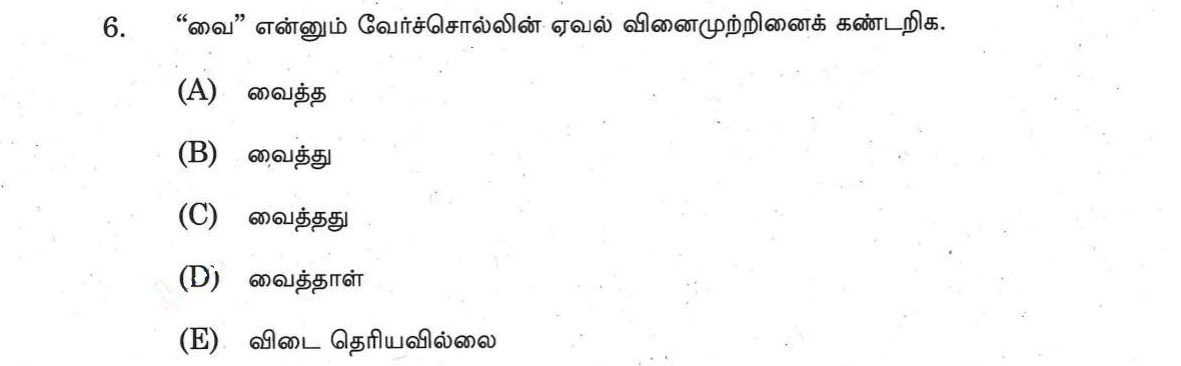 6. “வை” என்னும் வேர்ச்சொல்லின் ஏவல் வினைமுற்றினைக் கண்டறிக.
(A) வைத்த
(B) வைத்து
(C) வைத்தது
(D) வைத்தாள்
(E) விடை தெரியவில்லை